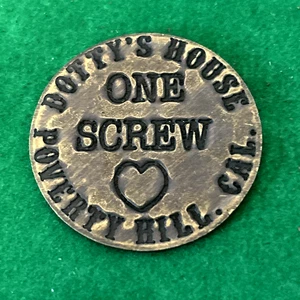 DOTTY'S HOUSE
ONE
SCREW
POVERTY HILL. CAL.